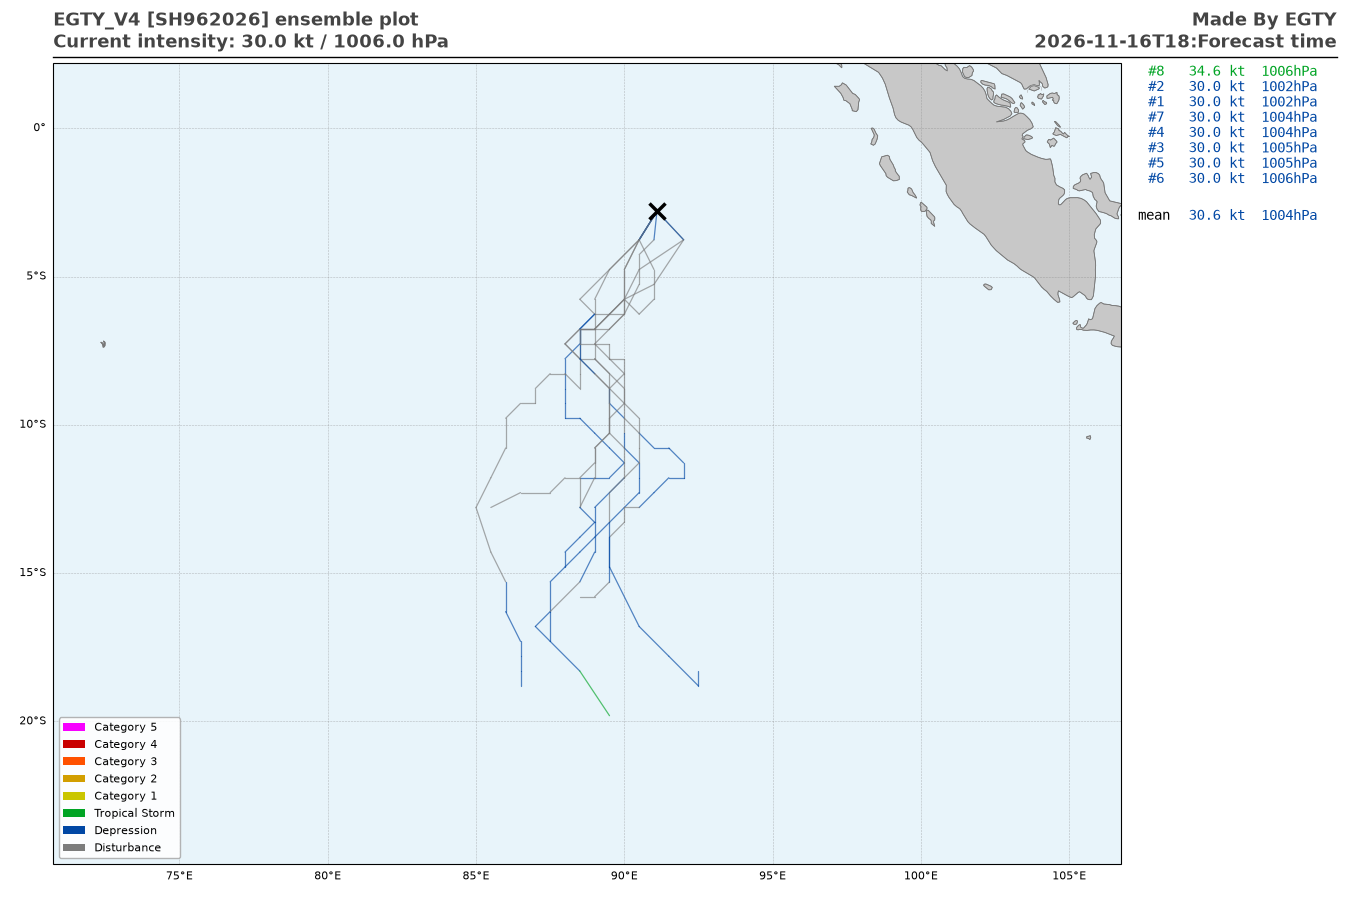 EGTY_V4 [SH962026] ensemble plot
Current intensity: 30.0 kt / 1006.0 hPa
Made By EGTY
2026-11-16T18:Forecast time
#8 34.6 kt 1006hPa
#2 30.0 kt 1002hPa
#1 30.0 kt 1002hPa
#7 30.0 kt 1004hPa
#4 30.0 kt 1004hPa
#3 30.0 kt 1005hPa
#5 30.0 kt 1005hPa
#6 30.0 kt 1006hPa
mean 30.6 kt 1004hPa
0°
5°S
10°S
15°S
20°S
Category 5
Category 4
Category 3
Category 2
Category 1
Tropical Storm
Depression
Disturbance
75°E
80°E
85°E
90°E
95°E
100°E
105°E